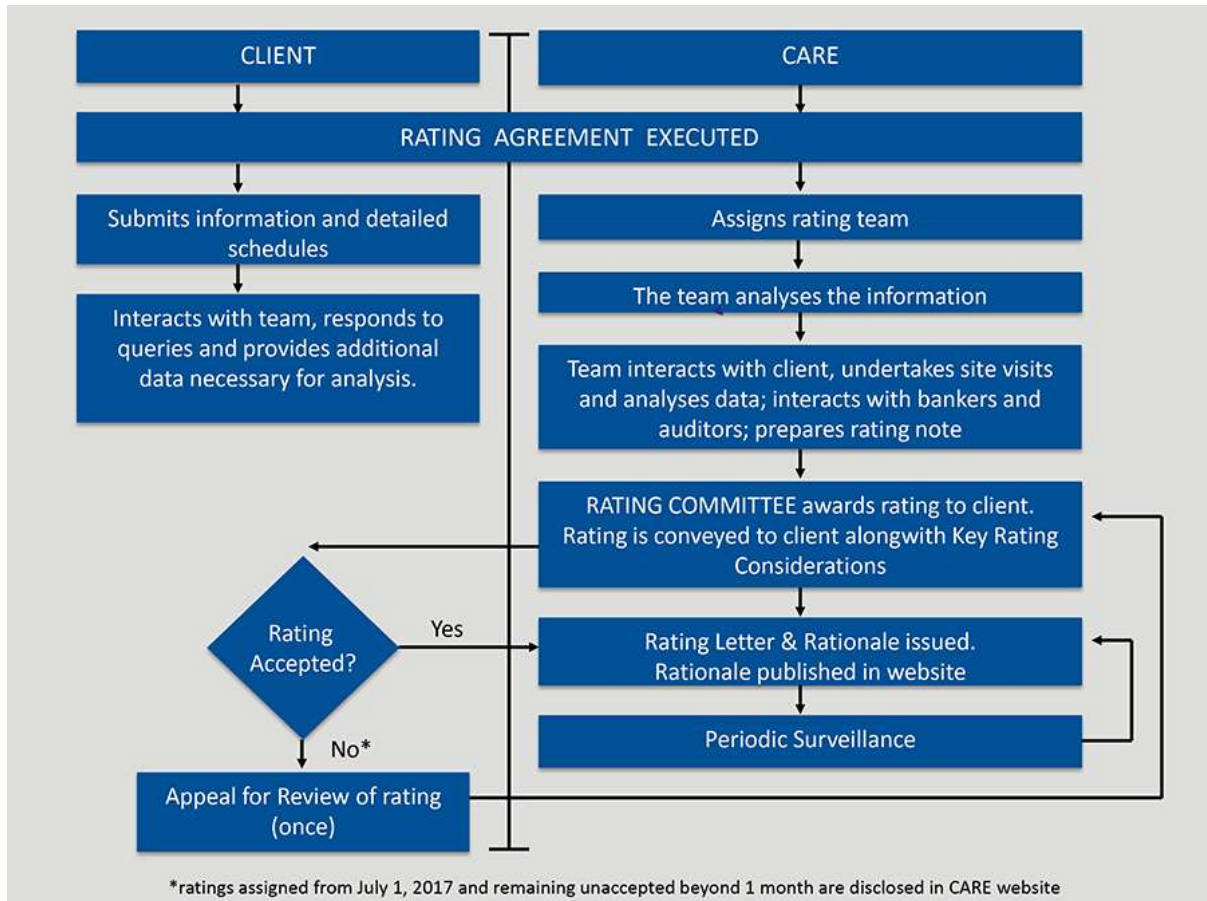 CLIENT
CARE
RATING AGREEMENT EXECUTED
Submits information and detailed
schedules
Interacts with team, responds to
queries and provides additional
data necessary for analysis.
Assigns rating team
The team analyses the information
Team interacts with client, undertakes site visits
and analyses data; interacts with bankers and
auditors; prepares rating note
RATING COMMITTEE awards rating to client.
Rating is conveyed to client alongwith Key Rating
Considerations
Rating
Accepted?
Yes
No*
Rating Letter & Rationale issued.
Rationale published in website
Periodic Surveillance
Appeal for Review of rating
(once)
*ratings assigned from July 1, 2017 and remaining unaccepted beyond 1 month are disclosed in CARE website